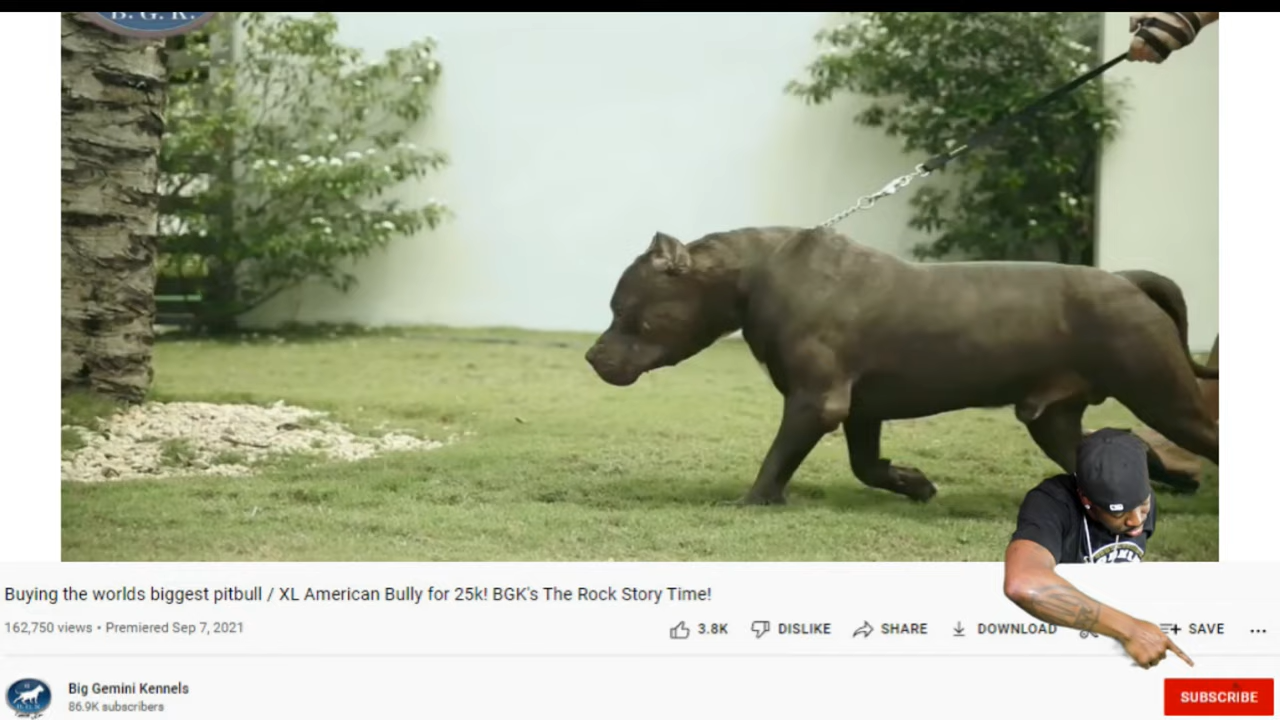 B. G. K.
Buying the worlds biggest pitbull / XL American Bully for 25k! BGK's The Rock Story Time!
162,750 views • Premiered Sep 7, 2021
3.8K DISLIKE SHARE DOWNLOAD SAVE
Big Gemini Kennels
86.9K subscribers
SUBSCRIBE